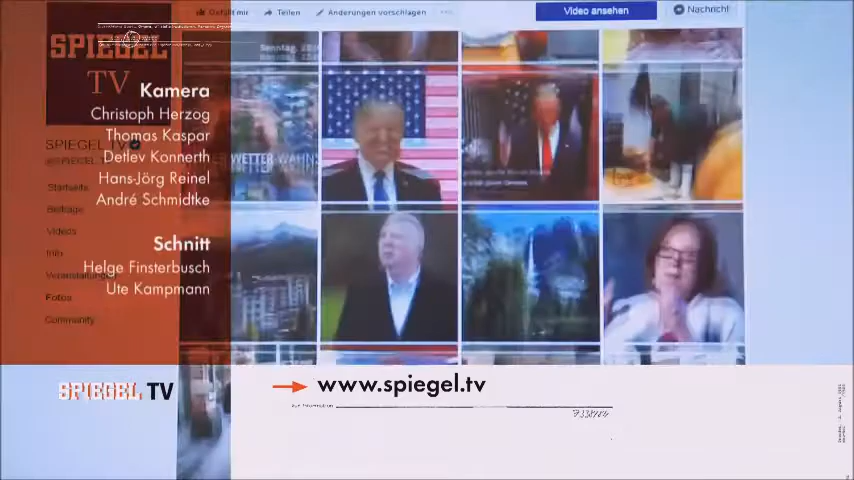 Gefällt mir
Teilen
Änderungen vorschlagen
Video ansehen
Nachricht
SPIEGEL
TV
Kamera
Christoph Herzog
Thomas Kaspar
Detlev Konnerth
Hans-Jörg Reinel
André Schmidtke
Schnitt
Helge Finsterbusch
Ute Kampmann
SPIEGEL TV
Startseite
Beiträge
Videos
Info
Veranstaltungen
Fotos
Community
WETTER-WAHNS
SPIEGEL TV
www.spiegel.tv